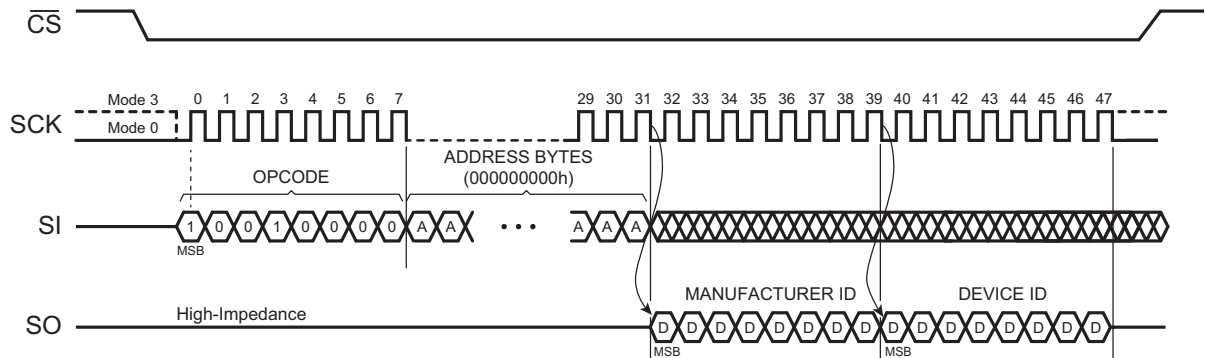 CS
Mode 3
Mode 0
SCK
0 1 2 3 4 5 6 7
29 30 31 32 33 34 35 36 37 38 39 40 41 42 43 44 45 46 47
OPCODE
ADDRESS BYTES
(000000000h)
SI
1 0 0 1 0 0 0 0 A A • • • A A A
MSB
MANUFACTURER ID
DEVICE ID
SO
High-Impedance
D D D D D D D D D D D D D D D D
MSB
MSB